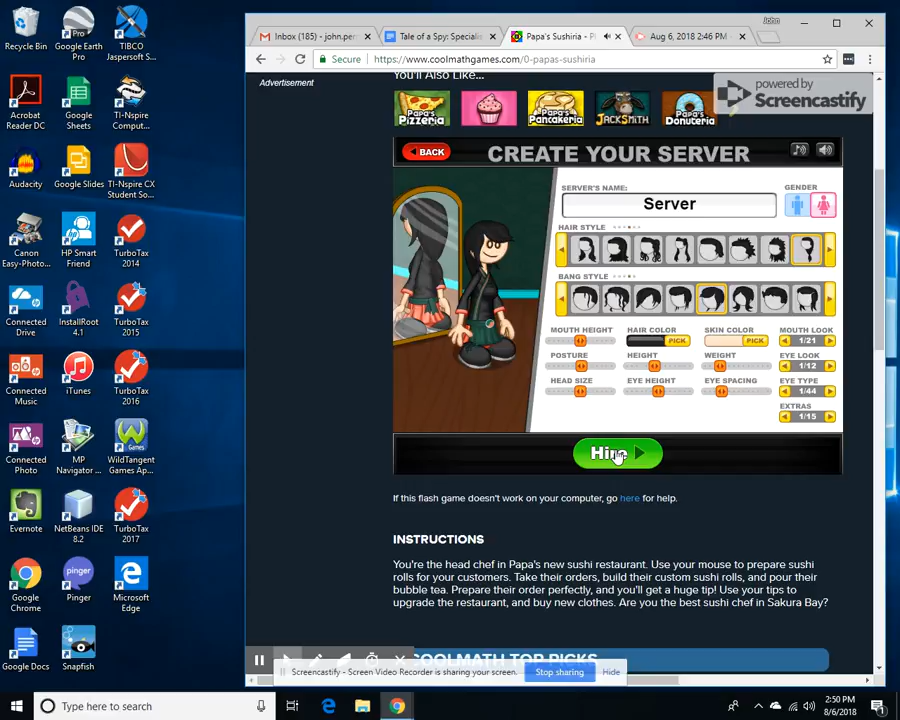 Recycle Bin
Google Earth Pro
TIBCO Jaspersoft S...
Acrobat Reader DC
Google Sheets
TI-Nspire Comput...
Audacity
Google Slides
TI-Nspire CX Student So...
Canon Easy-Photo...
HP Smart Friend
TurboTax 2014
Connected Drive
InstallRoot 4.1
TurboTax 2015
Connected Music
iTunes
TurboTax 2016
Connected Photo
MP Navigator ...
WildTangent Games Ap...
Evernote
NetBeans IDE 8.2
TurboTax 2017
Google Chrome
Pinger
Microsoft Edge
Google Docs
Snapfish
John
Inbox (185) - john.per
Tale of a Spy: Specialis
Papa's Sushiria - Pl
Aug 6, 2018 2:46 PM
Secure
https://www.coolmathgames.com/0-papas-sushiria
Advertisement
You'll Also Like...
powered by
Screencastify
Papa's Pizzeria
Papa's Pancakeria
JACKSMITH
Papa's Donuteria
BACK
CREATE YOUR SERVER
SERVER'S NAME:
GENDER
Server
HAIR STYLE
BANG STYLE
MOUTH HEIGHT
HAIR COLOR
SKIN COLOR
MOUTH LOOK
PICK
PICK
1/21
POSTURE
HEIGHT
WEIGHT
EYE LOOK
1/12
HEAD SIZE
EYE HEIGHT
EYE SPACING
EYE TYPE
1/44
EXTRAS
1/15
Hire
If this flash game doesn't work on your computer, go here for help.
INSTRUCTIONS
You're the head chef in Papa's new sushi restaurant. Use your mouse to prepare sushi
rolls for your customers. Take their orders, build their custom sushi rolls, and pour their
bubble tea. Prepare their order perfectly, and you'll get a huge tip! Use your tips to
upgrade the restaurant, and buy new clothes. Are you the best sushi chef in Sakura Bay?
COOLMATH TOP PICKS
Screencastify - Screen Video Recorder is sharing your screen.
Stop sharing
Hide
Type here to search
2:50 PM
8/6/2018